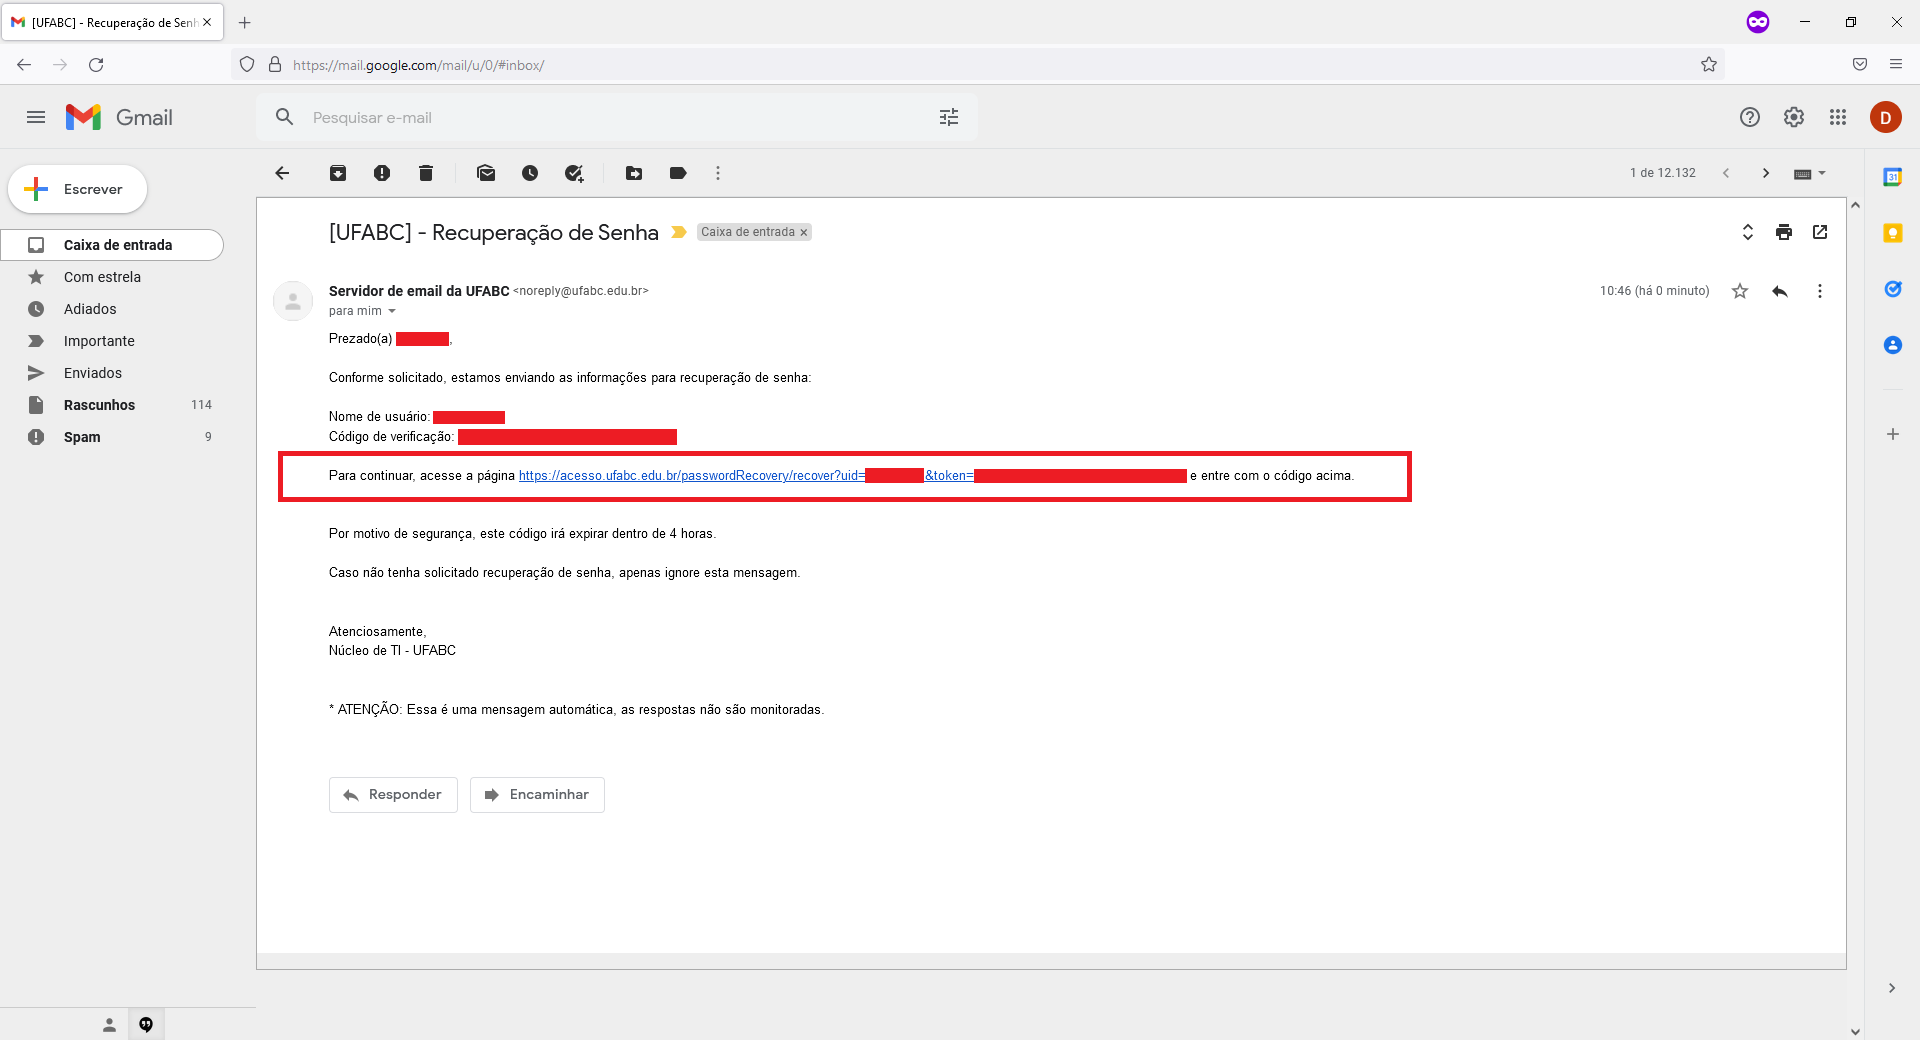 [UFABC] - Recuperação de Senh
https://mail.google.com/mail/u/0/#inbox/
Gmail
Pesquisar e-mail
D
Escrever
1 de 12.132
31
Caixa de entrada
Com estrela
Adiados
Importante
Enviados
Rascunhos 114
Spam 9
[UFABC] - Recuperação de Senha
Caixa de entrada x
Servidor de email da UFABC <noreply@ufabc.edu.br>
10:46 (há 0 minuto)
para mim
Prezado(a) ,
Conforme solicitado, estamos enviando as informações para recuperação de senha:
Nome de usuário:
Código de verificação:
Para continuar, acesse a página https://acesso.ufabc.edu.br/passwordRecovery/recover?uid= &token= e entre com o código acima.
Por motivo de segurança, este código irá expirar dentro de 4 horas.
Caso não tenha solicitado recuperação de senha, apenas ignore esta mensagem.
Atenciosamente,
Núcleo de TI - UFABC
* ATENÇÃO: Essa é uma mensagem automática, as respostas não são monitoradas.
Responder
Encaminhar